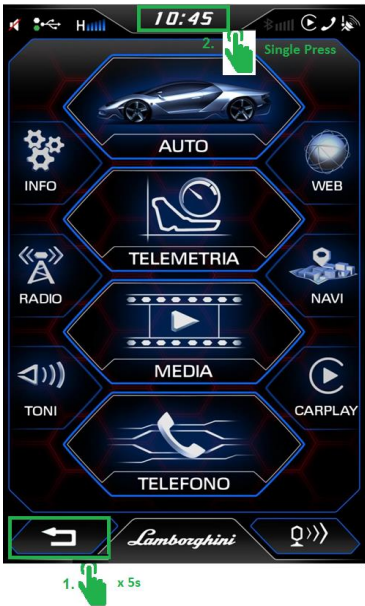 H
10:45
2.
Single Press
AUTO
INFO
WEB
TELEMETRIA
RADIO
NAVI
MEDIA
TONI
CARPLAY
TELEFONO
Lamborghini
1.
x 5s